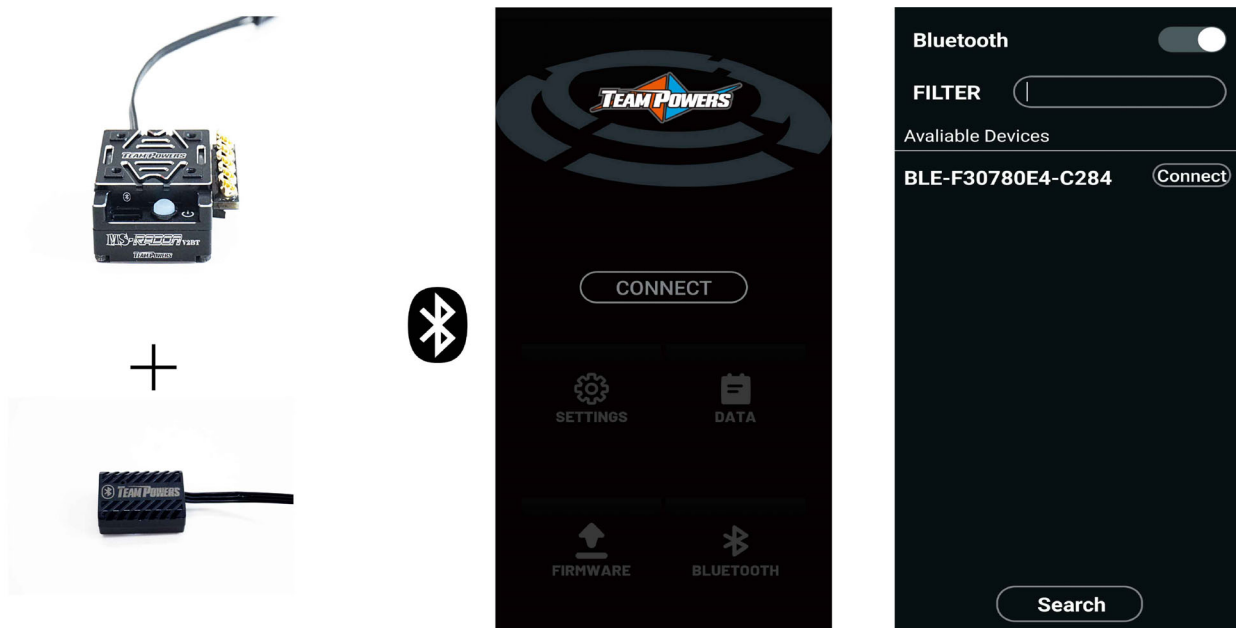 TEAM POWERS
MS-RACOR V2BT
TEAM POWERS
TEAM POWERS
TEAM POWERS
CONNECT
SETTINGS
DATA
FIRMWARE
BLUETOOTH
Bluetooth
FILTER
Avaliable Devices
BLE-F30780E4-C284
Connect
Search